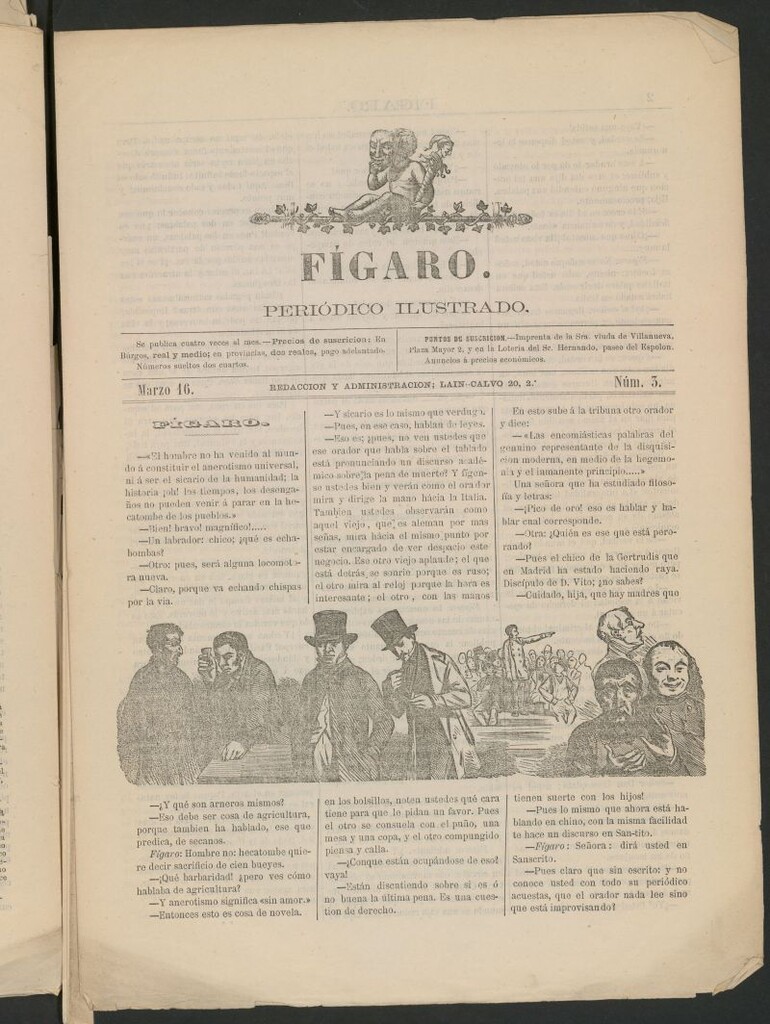 FÍGARO.
PERIÓDICO ILUSTRADO.
Se publica cuatro veces al mes.—Precios de suscricion: En
Búrgos, real y medio; en provincias, dos reales, pago adelantado.
Números sueltos dos cuartos.
PUNTOS DE SUSCRICION.—Imprenta de la Sra. viuda de Villanueva,
Plaza Mayor 2, y en la Lotería del Sr. Hernando, paseo del Espolon.
Anuncios á precios económicos.
Marzo 16.
REDACCION Y ADMINISTRACION; LAIN-CALVO 20, 2.°
Núm. 3.
FÍGARO.
—«El hombre no ha venido al mun-
do á constituir el anerotismo universal,
ni á ser el sicario de la humanidad; la
historia ¡oh! los tiempos, los desenga-
ños no pueden venir á parar en la he-
catombe de los pueblos.»
—Bien! bravo! magnífico!.....
—Un labrador: chico; ¿qué es echa-
bombas?
—Otro: pues, será alguna locomoto-
ra nueva.
—Claro, porque va echando chispas
por la via.
—¿Y qué son arneros mismos?
—Eso debe ser cosa de agricultura,
porque tambien ha hablado, ese que
predica, de secanos.
Fígaro: Hombre no: hecatombe quie-
re decir sacrificio de cien bueyes.
—¡Qué barbaridad! ¿pero ves cómo
hablaba de agricultura?
—Y anerotismo significa «sin amor.»
—Entonces esto es cosa de novela.
—Y sicario es lo mismo que verdugo.
—Pues, en ese caso, hablan de leyes.
—Eso es; ¡pues, no ven ustedes que
ese orador que habla sobre el tablado
está pronunciando un discurso acadé-
mico sobre la pena de muerte? Y fígen-
se ustedes bien y verán como el orador
mira y dirige la mano hácia la Italia.
Tambien ustedes observarán como
aquel viejo, que es aleman por mas
señas, mira hácia el mismo punto por
estar encargado de ver despacio este
negocio. Ese otro viejo aplaude; el que
está detrás se sonrie porque es ruso;
el otro mira al reloj porque la hora es
interesante; el otro, con las manos
en los bolsillos, noten ustedes qué cara
tiene para que le pidan un favor. Pues
el otro se consuela con el puño, una
mesa y una copa, y el otro compungido
piensa y calla.
—¿Conque están ocupándose de eso?
vaya!
—Están discutiendo sobre si es ó
no buena la última pena. Es una cues-
tion de derecho.
En esto sube á la tribuna otro orador
y dice:
—«Las encomiásticas palabras del
genuino representante de la disquisi-
cion moderna, en medio de la hegemo-
nía y el inmanente principio.....»
Una señora que ha estudiado filoso-
fía y letras:
—¡Pico de oro! eso es hablar y ha-
blar cual corresponde.
—Otra: ¿Quién es ese que está pero-
rando?
—Pues el chico de la Gertrudis que
en Madrid ha estado haciendo raya.
Discípulo de D. Vito; ¿no sabes?
—Cuidado, hija, que hay madres que
tienen suerte con los hijos!
—Pues lo mismo que ahora está ha-
blando en chino, con la misma facilidad
te hace un discurso en San-tito.
—Fígaro: Señora: dirá usted en
Sanscrito.
—Pues claro que sin escrito: y no
conoce usted con todo su periódico
acuestas, que el orador nada lee sino
que está improvisando?